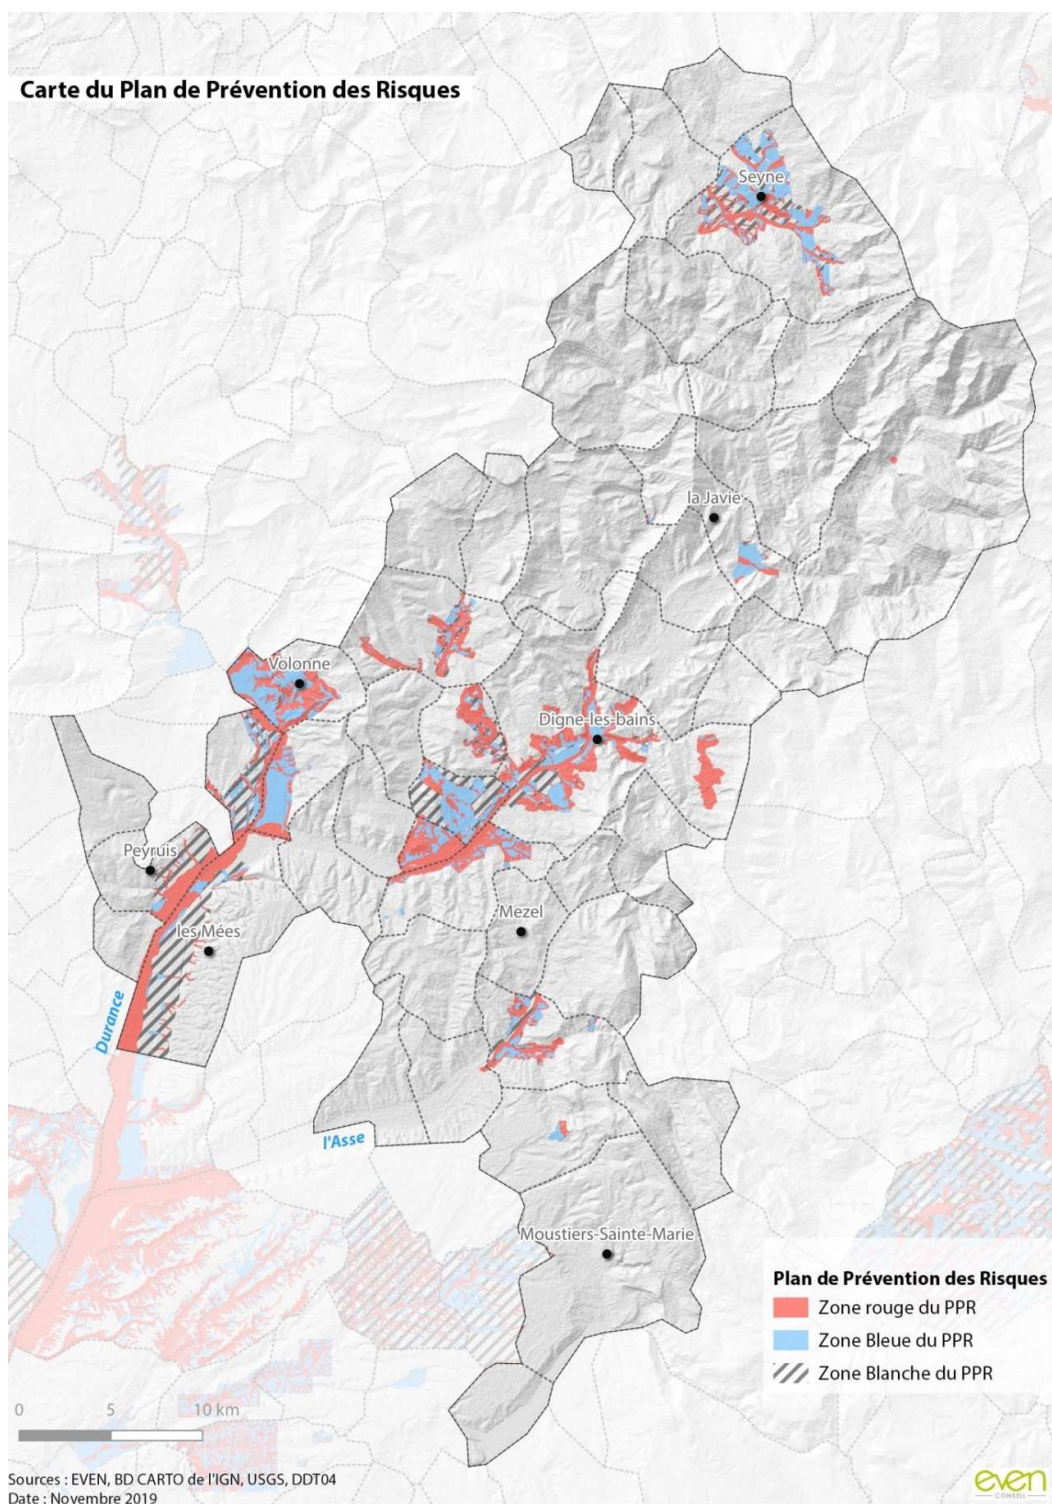 Carte du Plan de Prévention des Risques
Seyne
la Javie
Volonne
Digne-les-bains
Peyruis
Mezel
les Mées
Durance
l'Asse
Moustiers-Sainte-Marie
Plan de Prévention des Risques
Zone rouge du PPR
Zone Bleue du PPR
Zone Blanche du PPR
0 5 10 km
Sources : EVEN, BD CARTO de l'IGN, USGS, DDT04
Date : Novembre 2019
even
CONSEIL